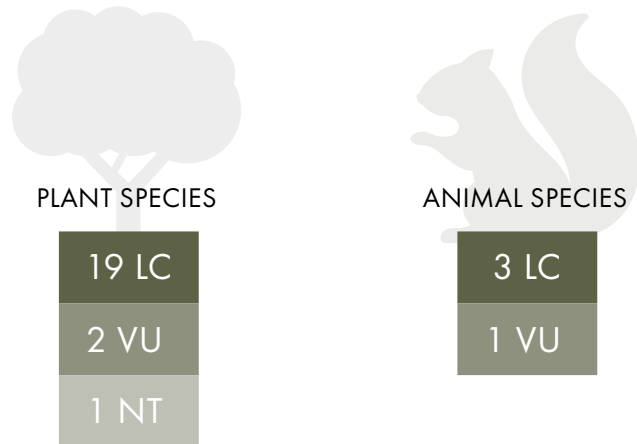 PLANT SPECIES
19 LC
2 VU
1 NT
ANIMAL SPECIES
3 LC
1 VU